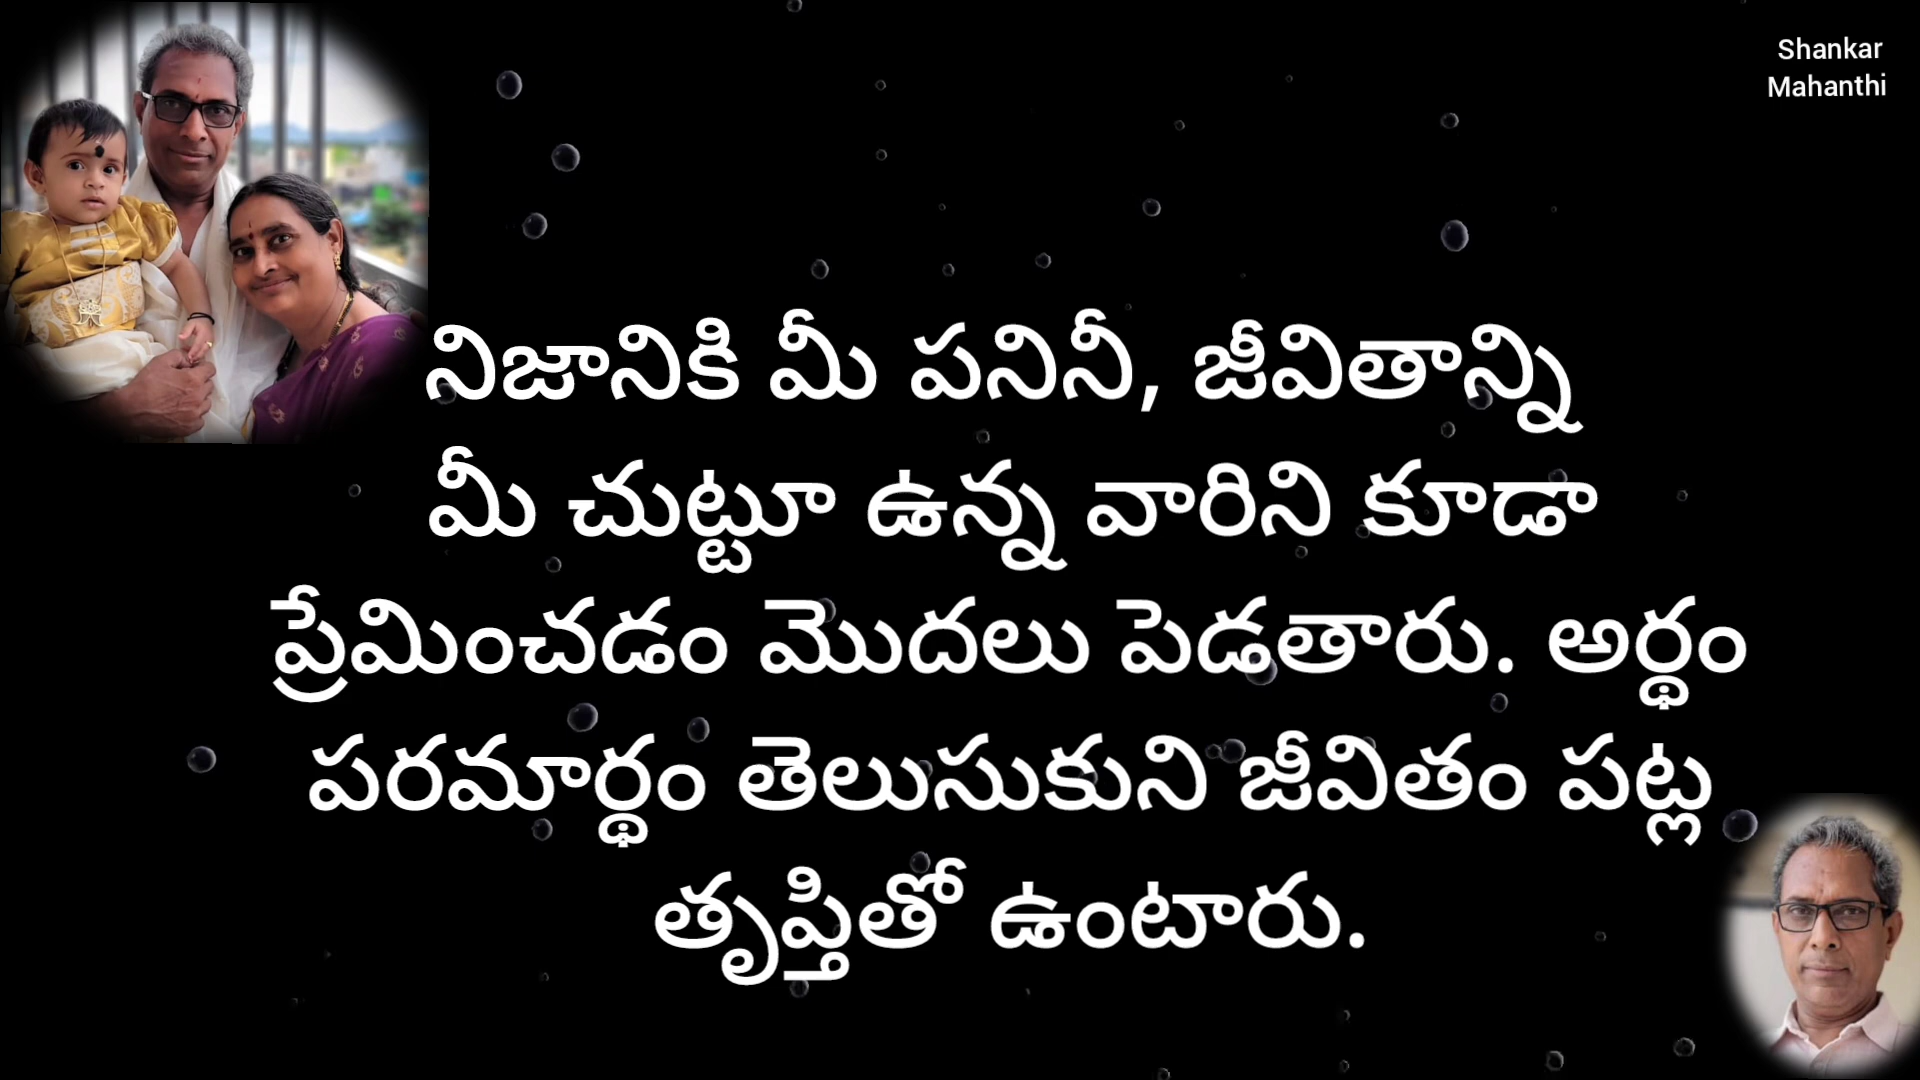 Shankar
Mahanthi
నిజానికి మీ పనినీ, జీవితాన్ని
మీ చుట్టూ ఉన్న వారిని కూడా
ప్రేమించడం మొదలు పెడతారు. అర్థం
పరమార్థం తెలుసుకుని జీవితం పట్ల
తృప్తితో ఉంటారు.